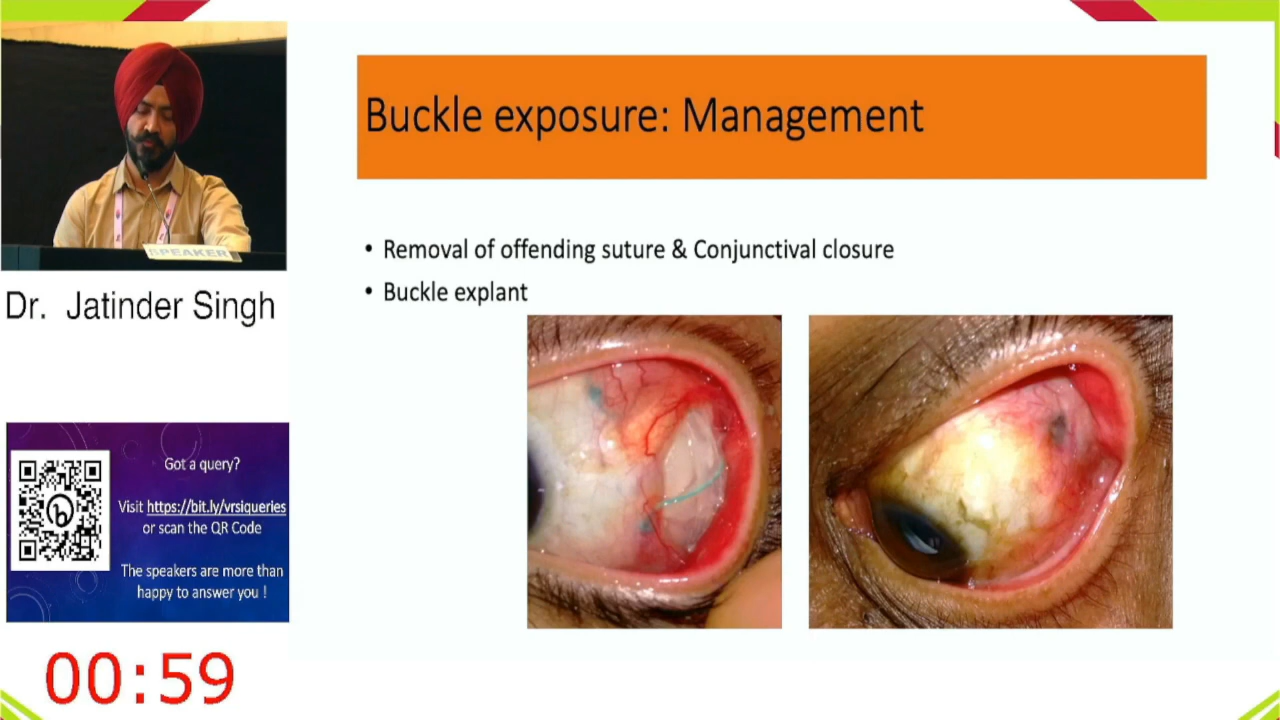 Buckle exposure: Management
• Removal of offending suture & Conjunctival closure
• Buckle explant
SPEAKER
Dr. Jatinder Singh
Got a query?
Visit https://bit.ly/vrsiqueries
or scan the QR Code
The speakers are more than
happy to answer you !
00:59